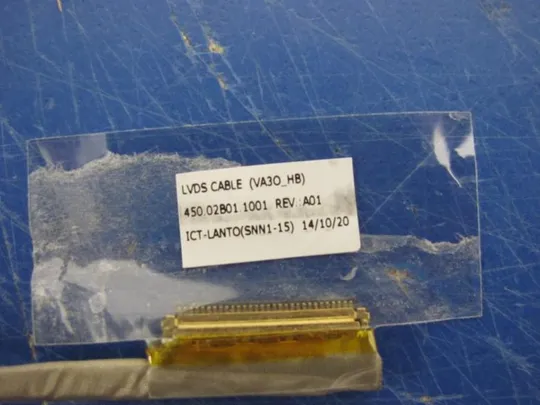 LVDS CABLE (VA30_HB)
450.02B01.1001 REV:A01
ICT-LANTO(SNN1-15) 14/10/20